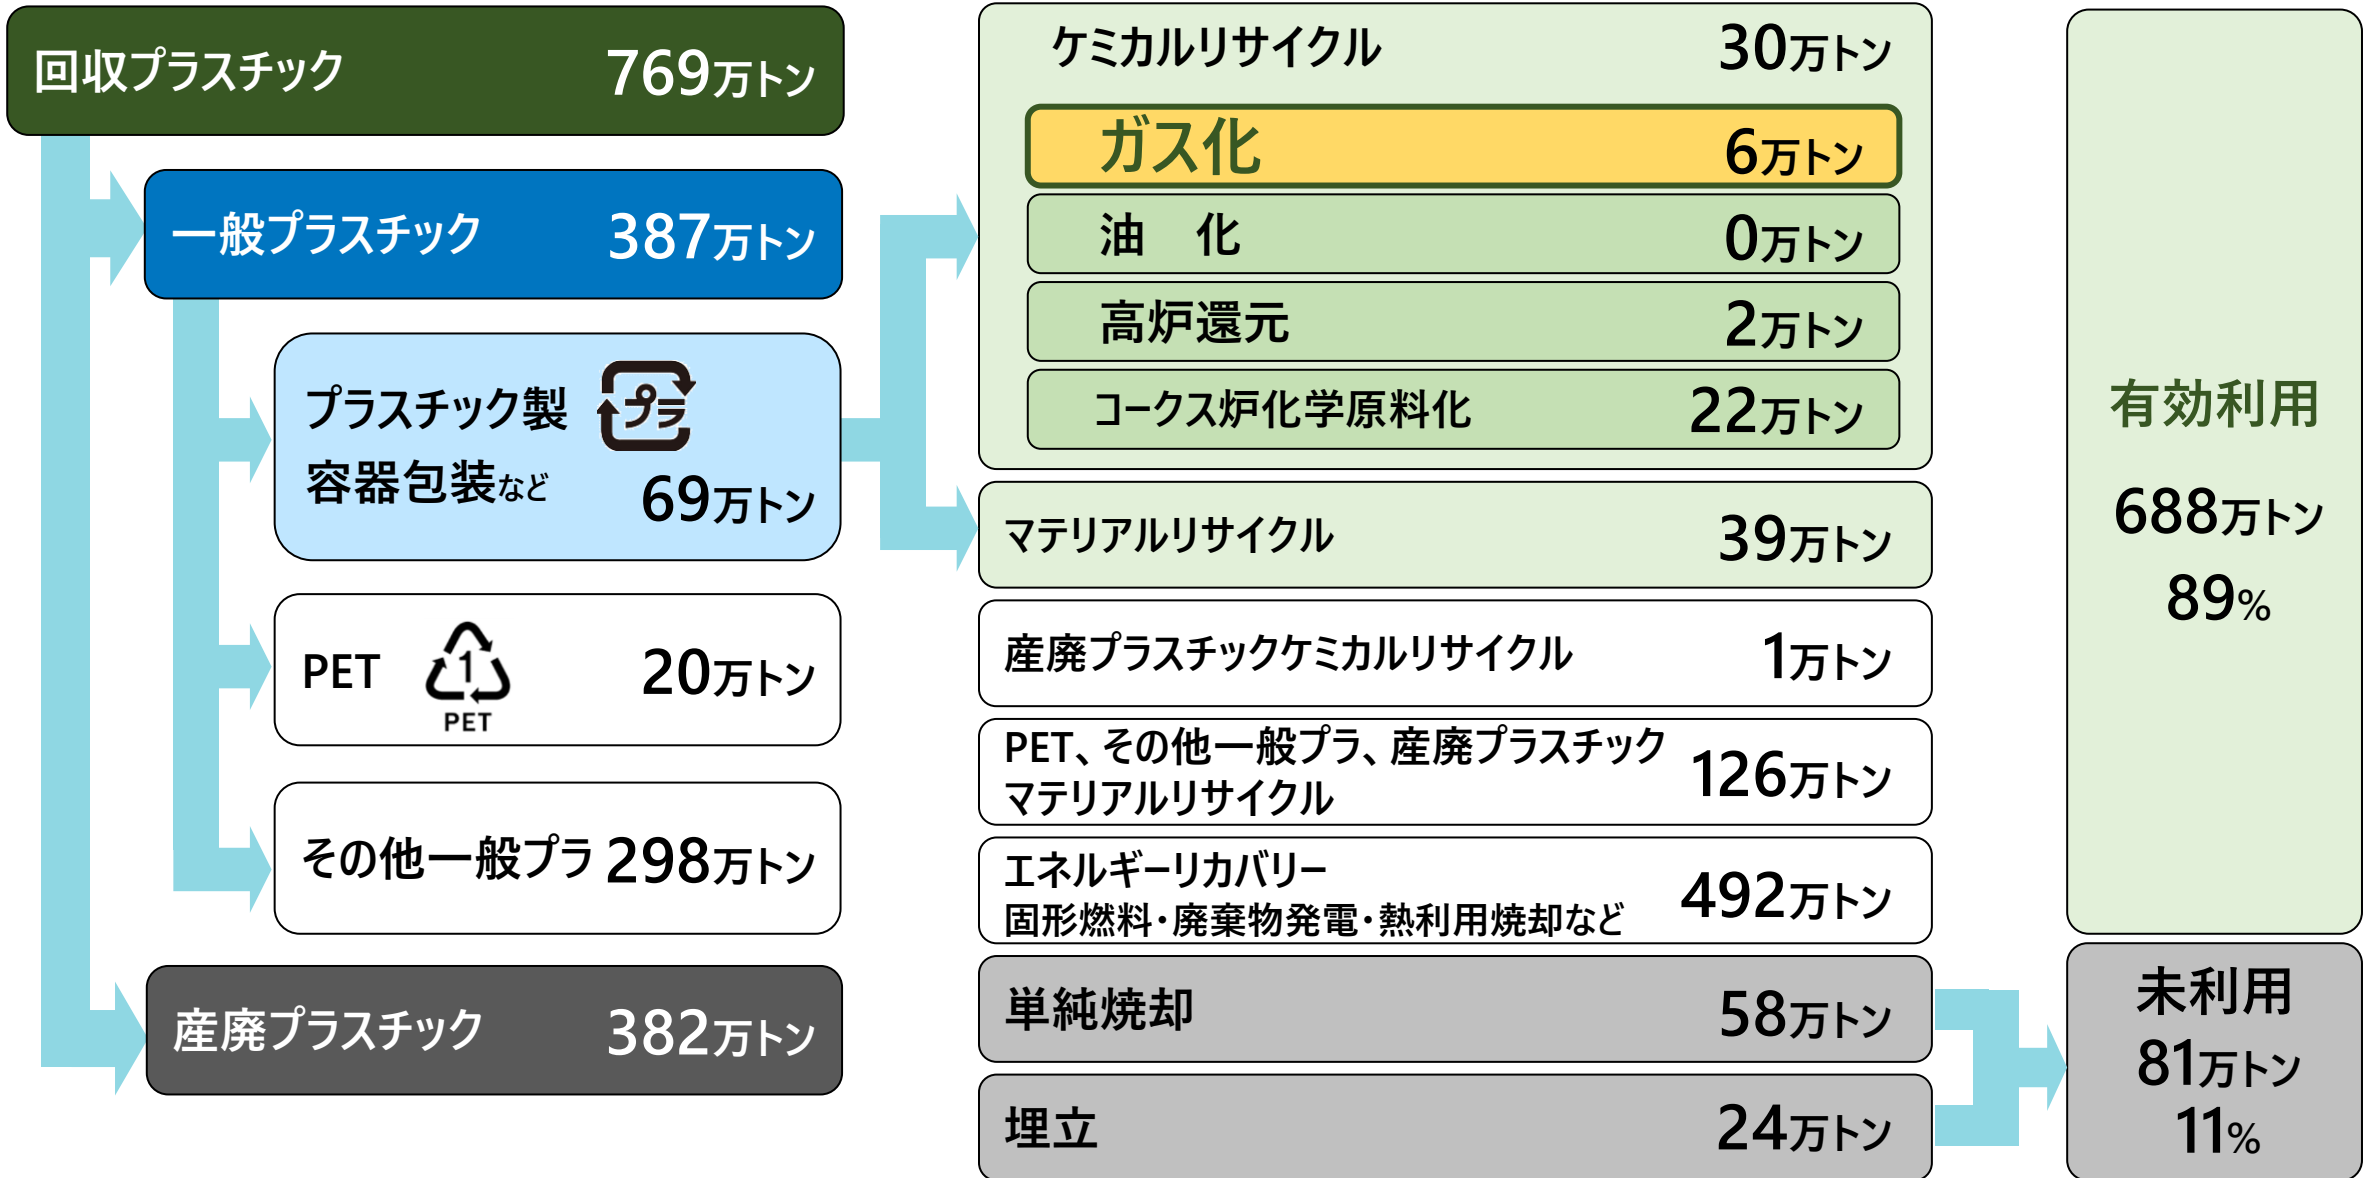 回収プラスチック 769万トン
一般プラスチック 387万トン
プラスチック製 プラ
容器包装など 69万トン
PET 1 20万トン
PET
その他一般プラ 298万トン
産廃プラスチック 382万トン
ケミカルリサイクル 30万トン
ガス化 6万トン
油　化 0万トン
高炉還元 2万トン
コークス炉化学原料化 22万トン
マテリアルリサイクル 39万トン
産廃プラスチックケミカルリサイクル 1万トン
PET、その他一般プラ、産廃プラスチック
マテリアルリサイクル 126万トン
エネルギーリカバリー
固形燃料・廃棄物発電・熱利用焼却など 492万トン
単純焼却 58万トン
埋立 24万トン
有効利用
688万トン
89%
未利用
81万トン
11%